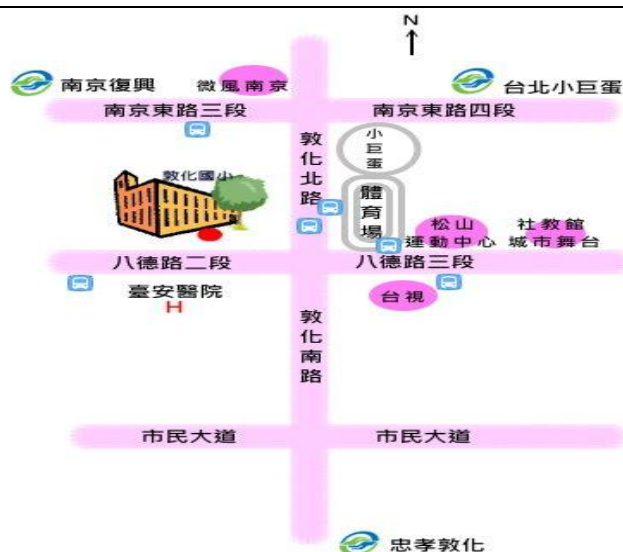 N
南京復興
微風南京
台北小巨蛋
南京東路三段
南京東路四段
小巨蛋
敦化北路
敦化國小
體育場
松山
運動中心
社教館
城市舞台
八德路二段
八德路三段
臺安醫院
H
台視
敦化南路
市民大道
市民大道
忠孝敦化